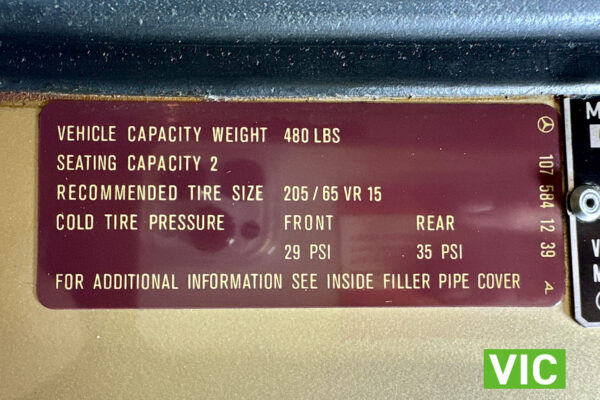 VEHICLE CAPACITY WEIGHT 480 LBS
SEATING CAPACITY 2
RECOMMENDED TIRE SIZE 205/65 VR 15
COLD TIRE PRESSURE FRONT REAR
29 PSI 35 PSI
FOR ADDITIONAL INFORMATION SEE INSIDE FILLER PIPE COVER
107 584 12 39 A
M
V
M
VIC